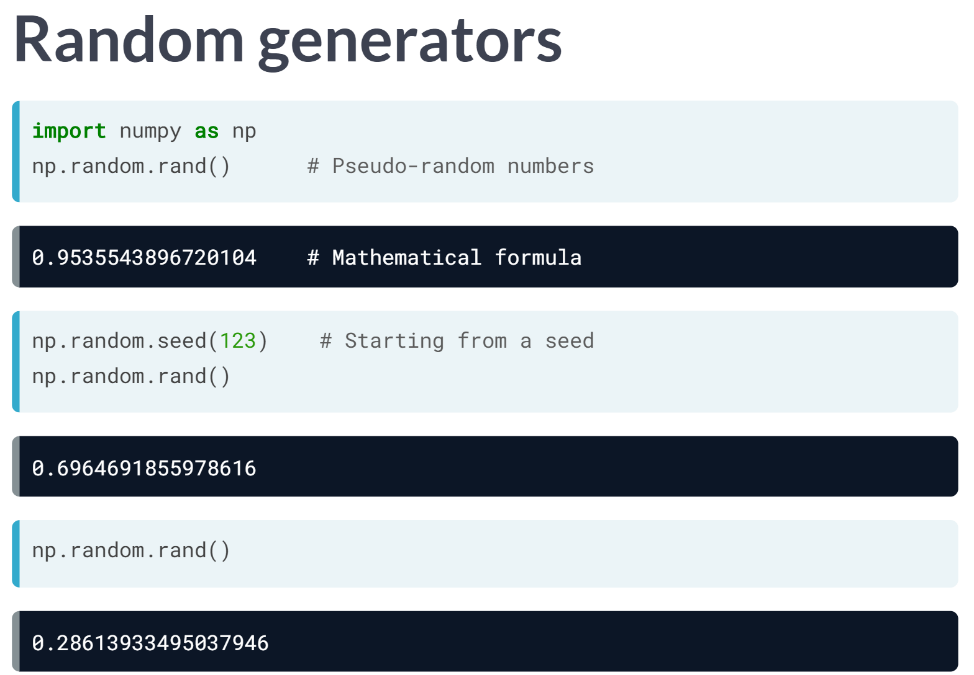 Random generators
import numpy as np
np.random.rand()      # Pseudo-random numbers
0.9535543896720104    # Mathematical formula
np.random.seed(123)    # Starting from a seed
np.random.rand()
0.6964691855978616
np.random.rand()
0.28613933495037946